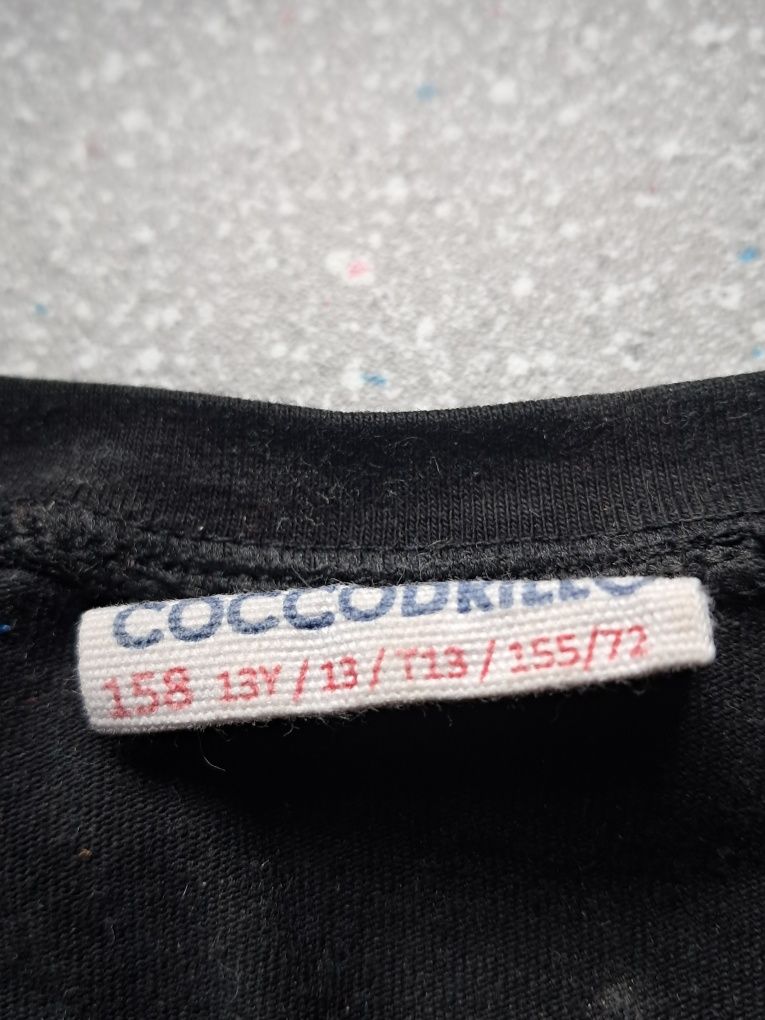 COCCODRILLO
158 13Y / 13 / T13 / 155/72